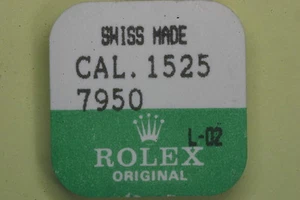 SWISS MADE
CAL. 1525
7950
L-02
ROLEX
ORIGINAL